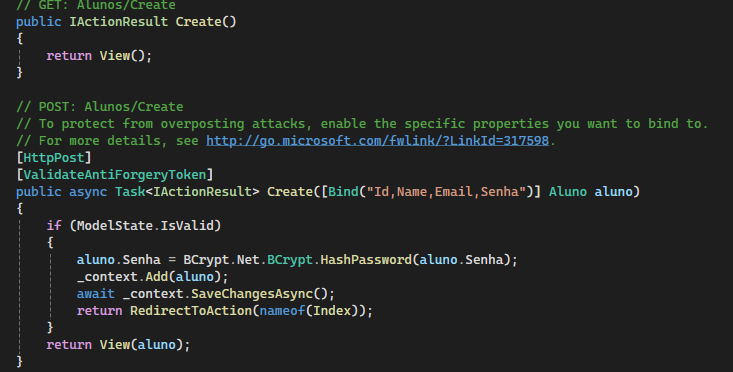 // GET: Alunos/Create
public IActionResult Create()
{
return View();
}
// POST: Alunos/Create
// To protect from overposting attacks, enable the specific properties you want to bind to.
// For more details, see http://go.microsoft.com/fwlink/?LinkId=317598.
[HttpPost]
[ValidateAntiForgeryToken]
public async Task<IActionResult> Create([Bind("Id,Name,Email,Senha")] Aluno aluno)
{
if (ModelState.IsValid)
{
aluno.Senha = BCrypt.Net.BCrypt.HashPassword(aluno.Senha);
_context.Add(aluno);
await _context.SaveChangesAsync();
return RedirectToAction(nameof(Index));
}
return View(aluno);
}